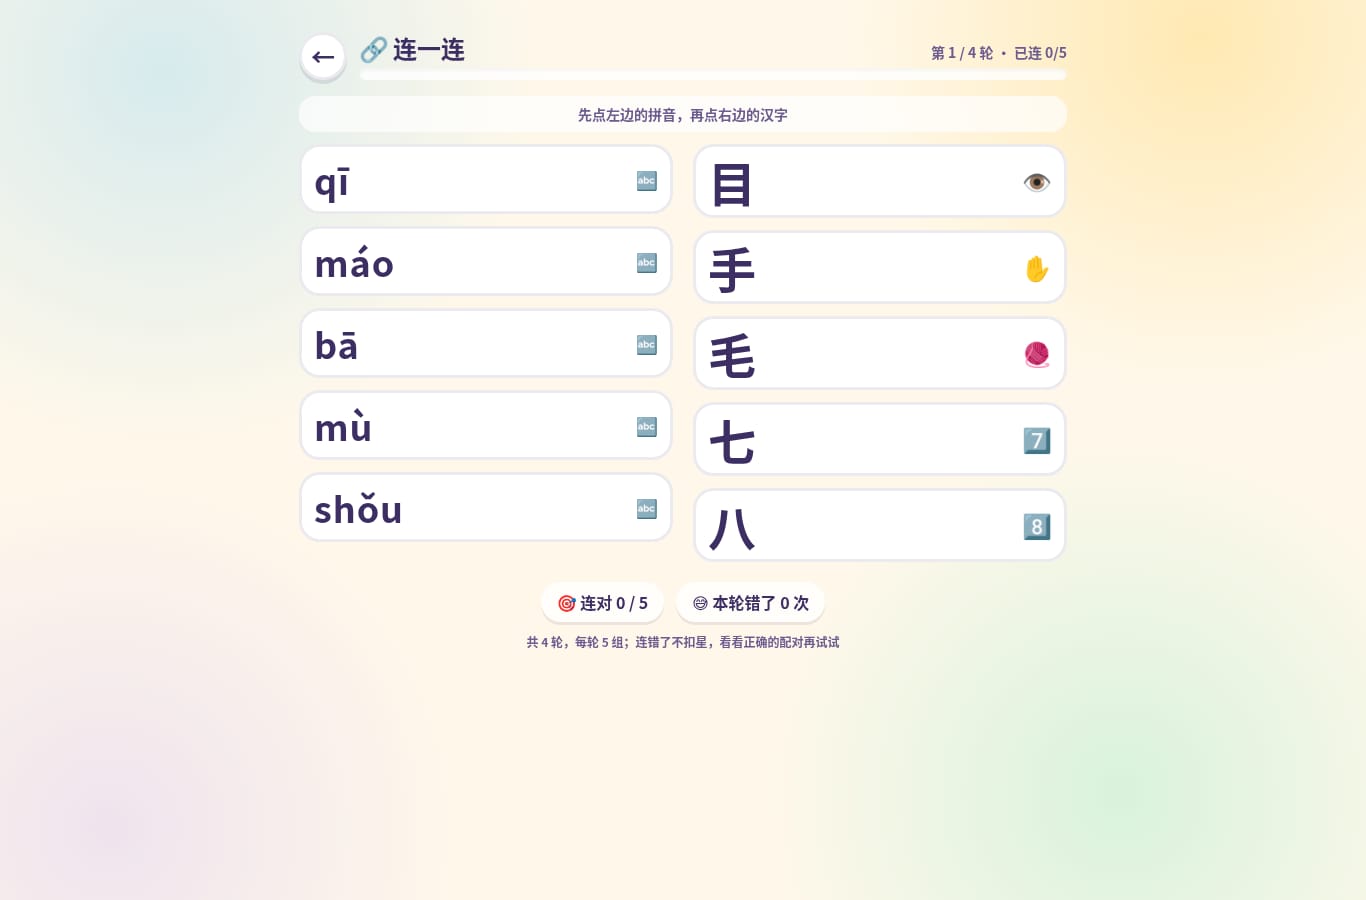 ← 🔗 连一连
第 1 / 4 轮 · 已连 0/5
先点左边的拼音，再点右边的汉字
qī 🔤
máo 🔤
bā 🔤
mù 🔤
shǒu 🔤
目 👁️
手 ✋
毛 🧶
七 7️⃣
八 8️⃣
🎯 连对 0 / 5
😅 本轮错了 0 次
共 4 轮，每轮 5 组；连错了不扣星，看看正确的配对再试试